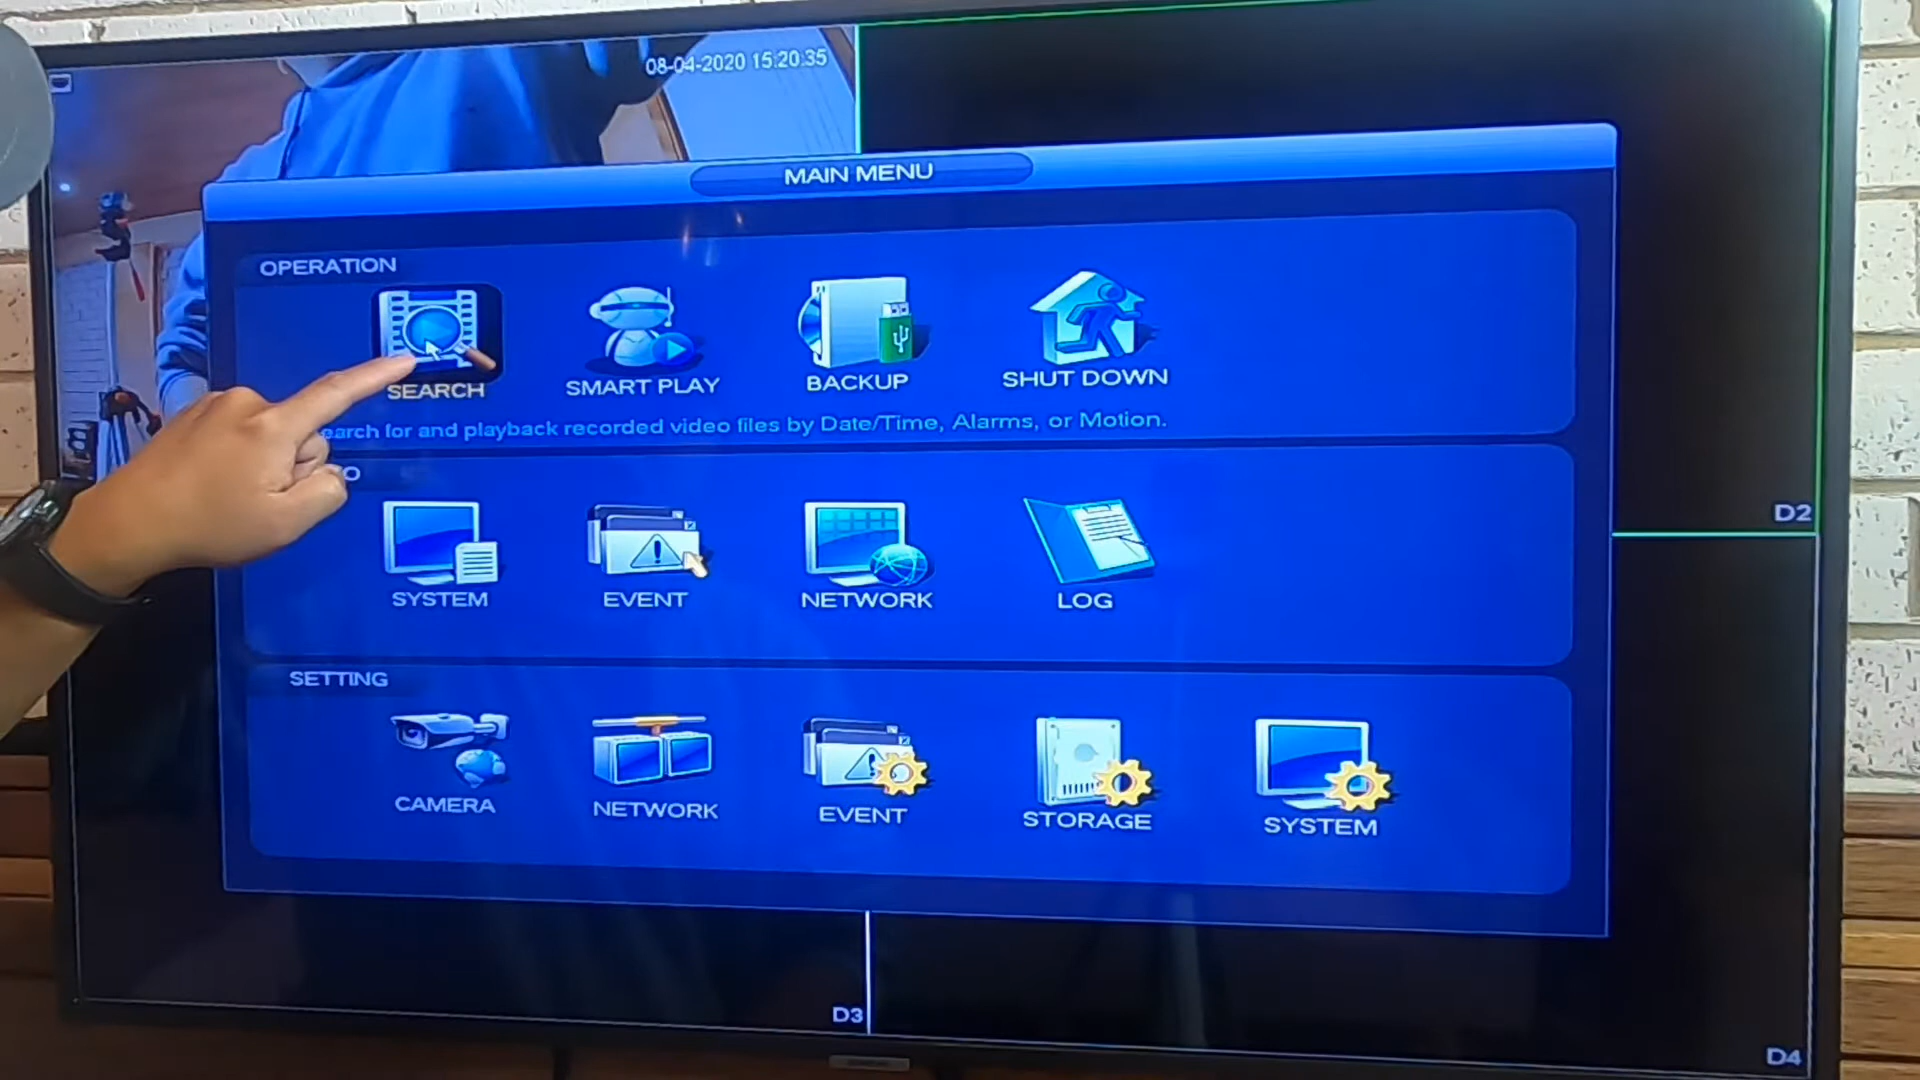 08-04-2020 15:20:35
MAIN MENU
OPERATION
SEARCH
SMART PLAY
BACKUP
SHUT DOWN
earch for and playback recorded video files by Date/Time, Alarms, or Motion.
O
SYSTEM
EVENT
NETWORK
LOG
SETTING
CAMERA
NETWORK
EVENT
STORAGE
SYSTEM
D2
D3
D4